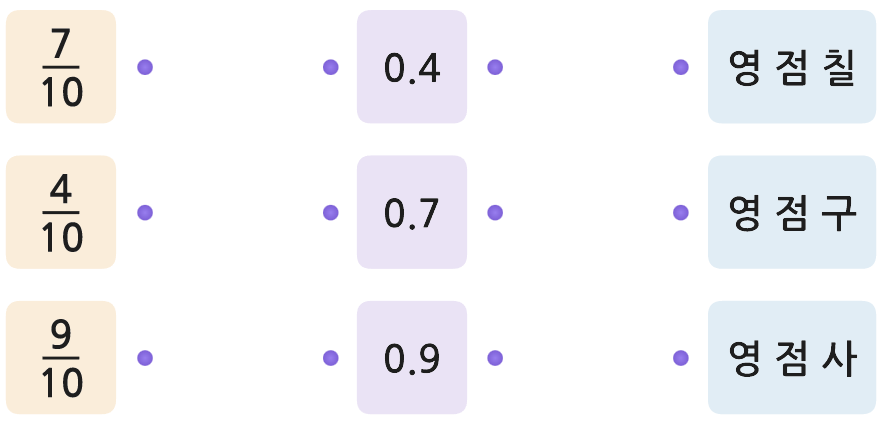 7/10 0.4 영 점 칠
4/10 0.7 영 점 구
9/10 0.9 영 점 사